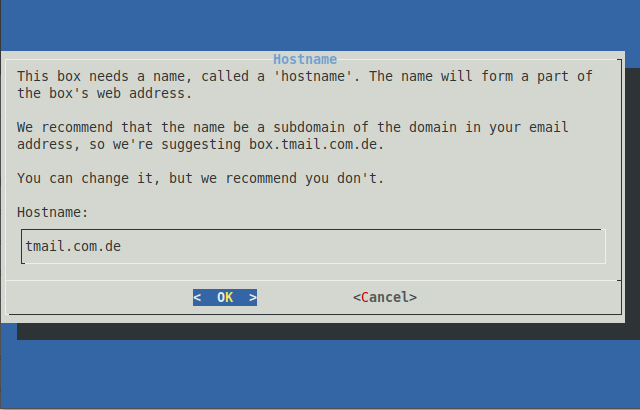 Hostname
This box needs a name, called a 'hostname'. The name will form a part of
the box's web address.
We recommend that the name be a subdomain of the domain in your email
address, so we're suggesting box.tmail.com.de.
You can change it, but we recommend you don't.
Hostname:
tmail.com.de
<  OK  > <Cancel>